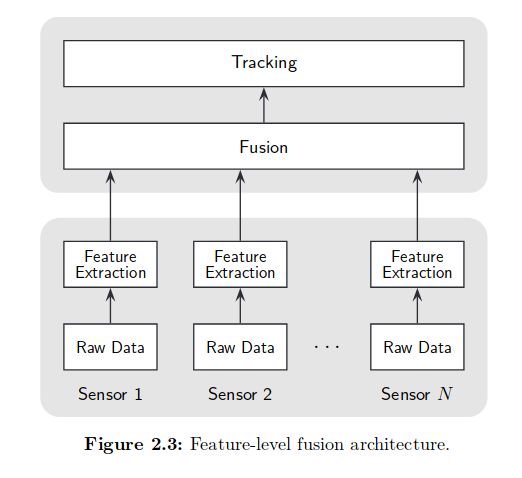 Tracking
Fusion
Feature Extraction
Feature Extraction
Feature Extraction
Raw Data
Raw Data
· · ·
Raw Data
Sensor 1
Sensor 2
Sensor N
Figure 2.3: Feature-level fusion architecture.